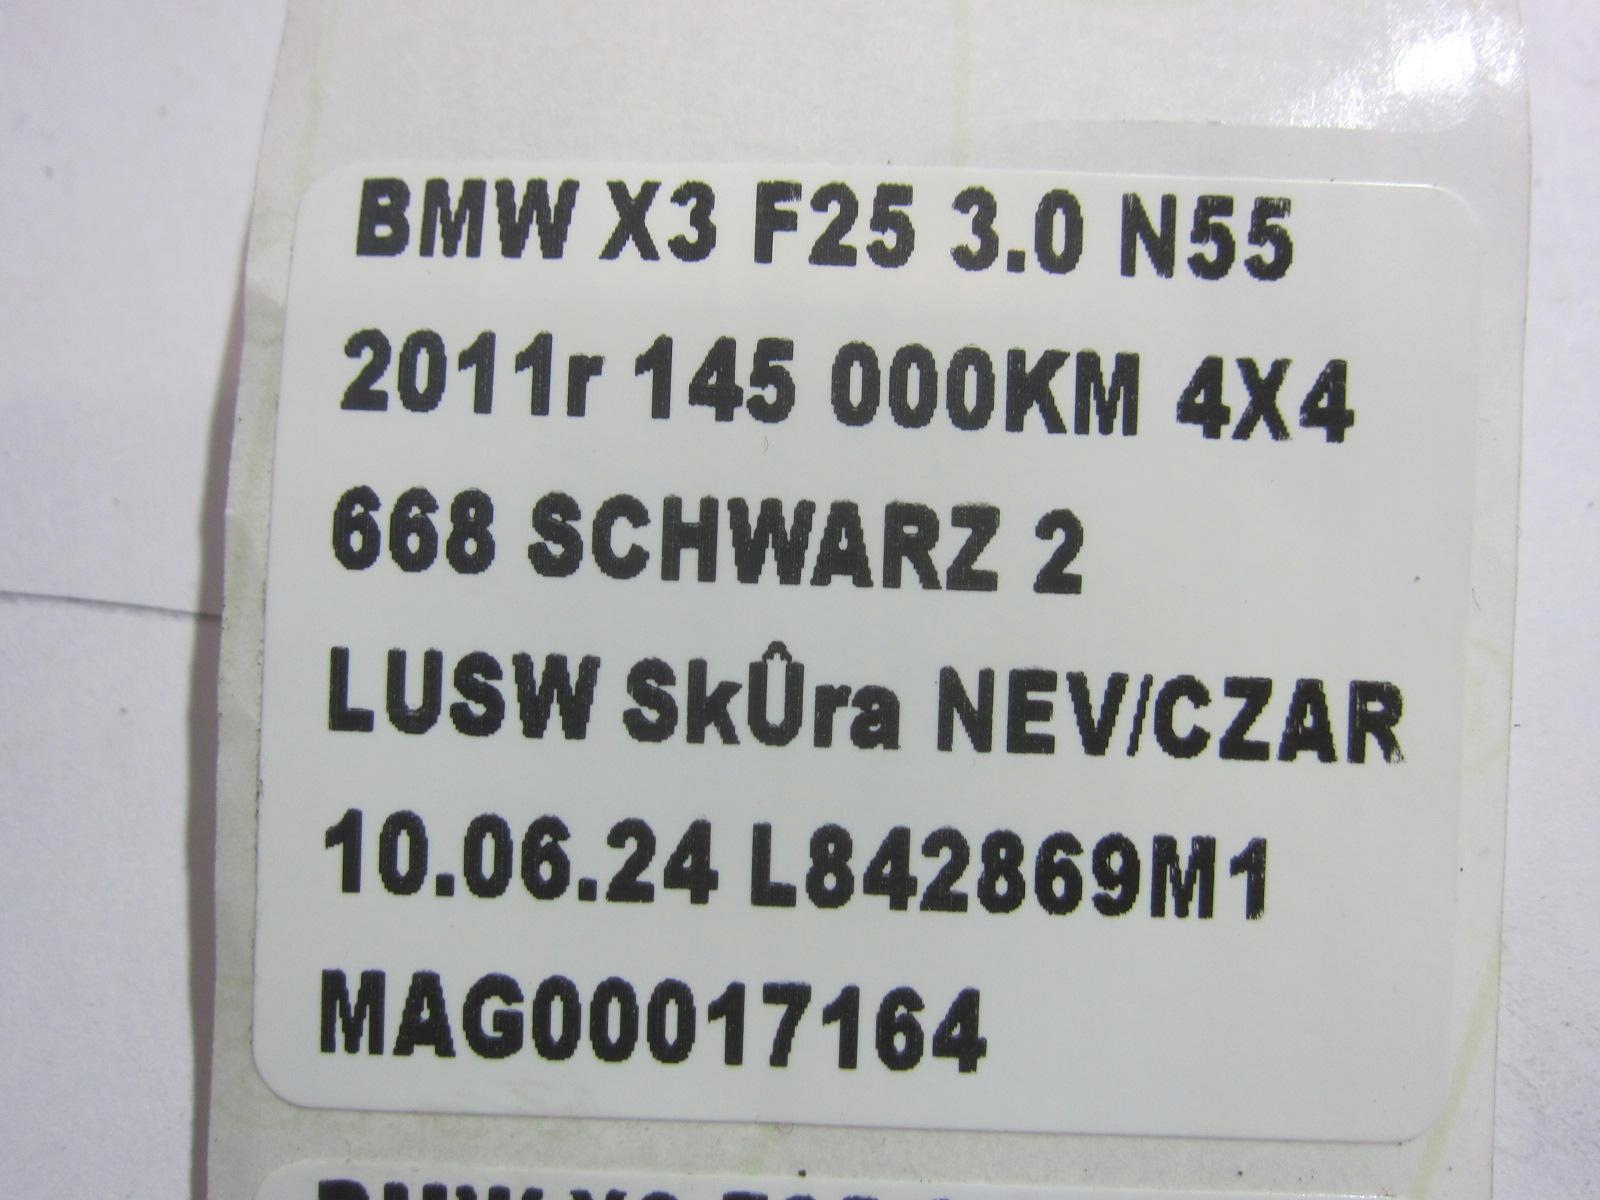 BMW X3 F25 3.0 N55
2011r 145 000KM 4X4
668 SCHWARZ 2
LUSW SkÛra NEV/CZAR
10.06.24 L842869M1
MAG00017164